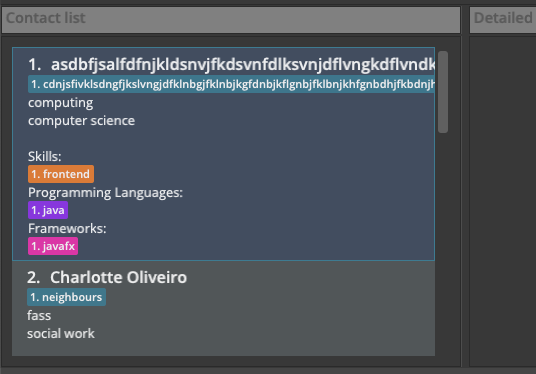 Contact list
Detailed
1. asdbfjsalfdfnjkldsnvjfkdsvnfdlksvnjdflvngkdflvndk
1. cdnjsfivklsdngfjkslvngjdfklnbgjfklnbjkgfdnbjkflgnbjfklbnjkhfgnbdhjfkbdnjh
computing
computer science
Skills:
1. frontend
Programming Languages:
1. java
Frameworks:
1. javafx
2. Charlotte Oliveiro
1. neighbours
fass
social work